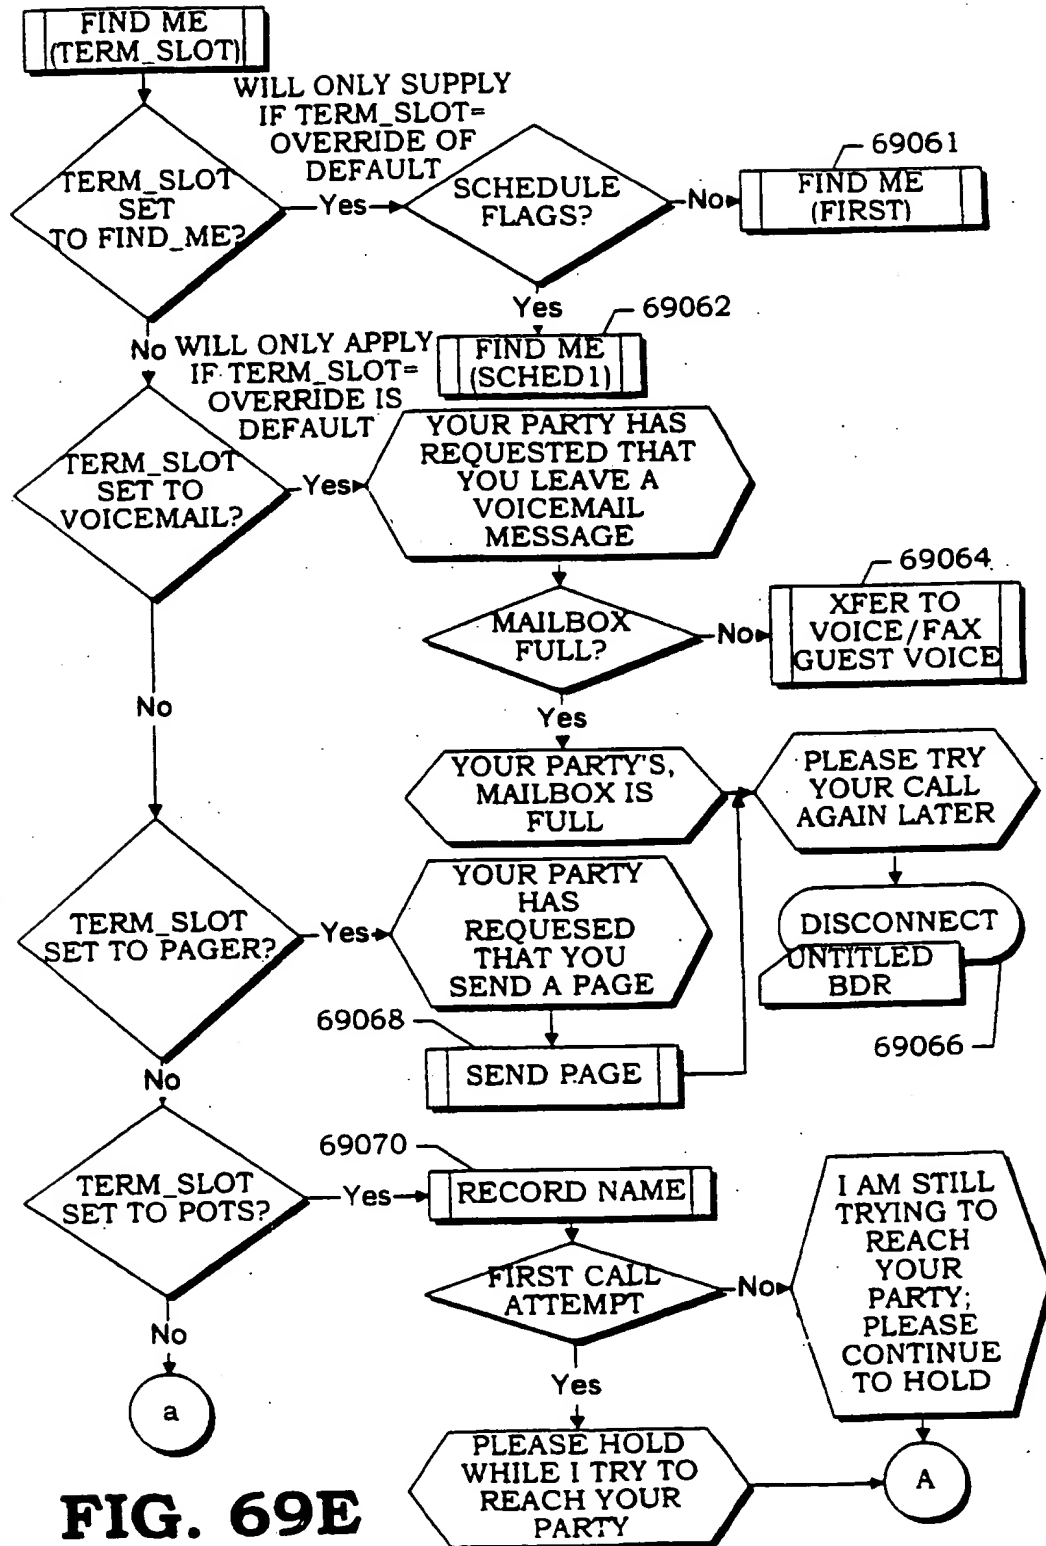 FIND ME
(TERM_SLOT)
WILL ONLY SUPPLY
IF TERM_SLOT=
OVERRIDE OF
DEFAULT
TERM_SLOT
SET
TO FIND_ME?
Yes
SCHEDULE
FLAGS?
No
69061
FIND ME
(FIRST)
Yes
69062
FIND ME
(SCHED1)
No
WILL ONLY APPLY
IF TERM_SLOT=
OVERRIDE IS
DEFAULT
TERM_SLOT
SET TO
VOICEMAIL?
Yes
YOUR PARTY HAS
REQUESTED THAT
YOU LEAVE A
VOICEMAIL
MESSAGE
MAILBOX
FULL?
No
69064
XFER TO
VOICE/FAX
GUEST VOICE
No
Yes
YOUR PARTY'S,
MAILBOX IS
FULL
PLEASE TRY
YOUR CALL
AGAIN LATER
DISCONNECT
UNTITLED
BDR
69066
TERM_SLOT
SET TO PAGER?
Yes
YOUR PARTY
HAS
REQUESED
THAT YOU
SEND A PAGE
69068
SEND PAGE
No
TERM_SLOT
SET TO POTS?
Yes
69070
RECORD NAME
FIRST CALL
ATTEMPT
No
I AM STILL
TRYING TO
REACH
YOUR
PARTY;
PLEASE
CONTINUE
TO HOLD
No
a
Yes
PLEASE HOLD
WHILE I TRY TO
REACH YOUR
PARTY
A
FIG. 69E